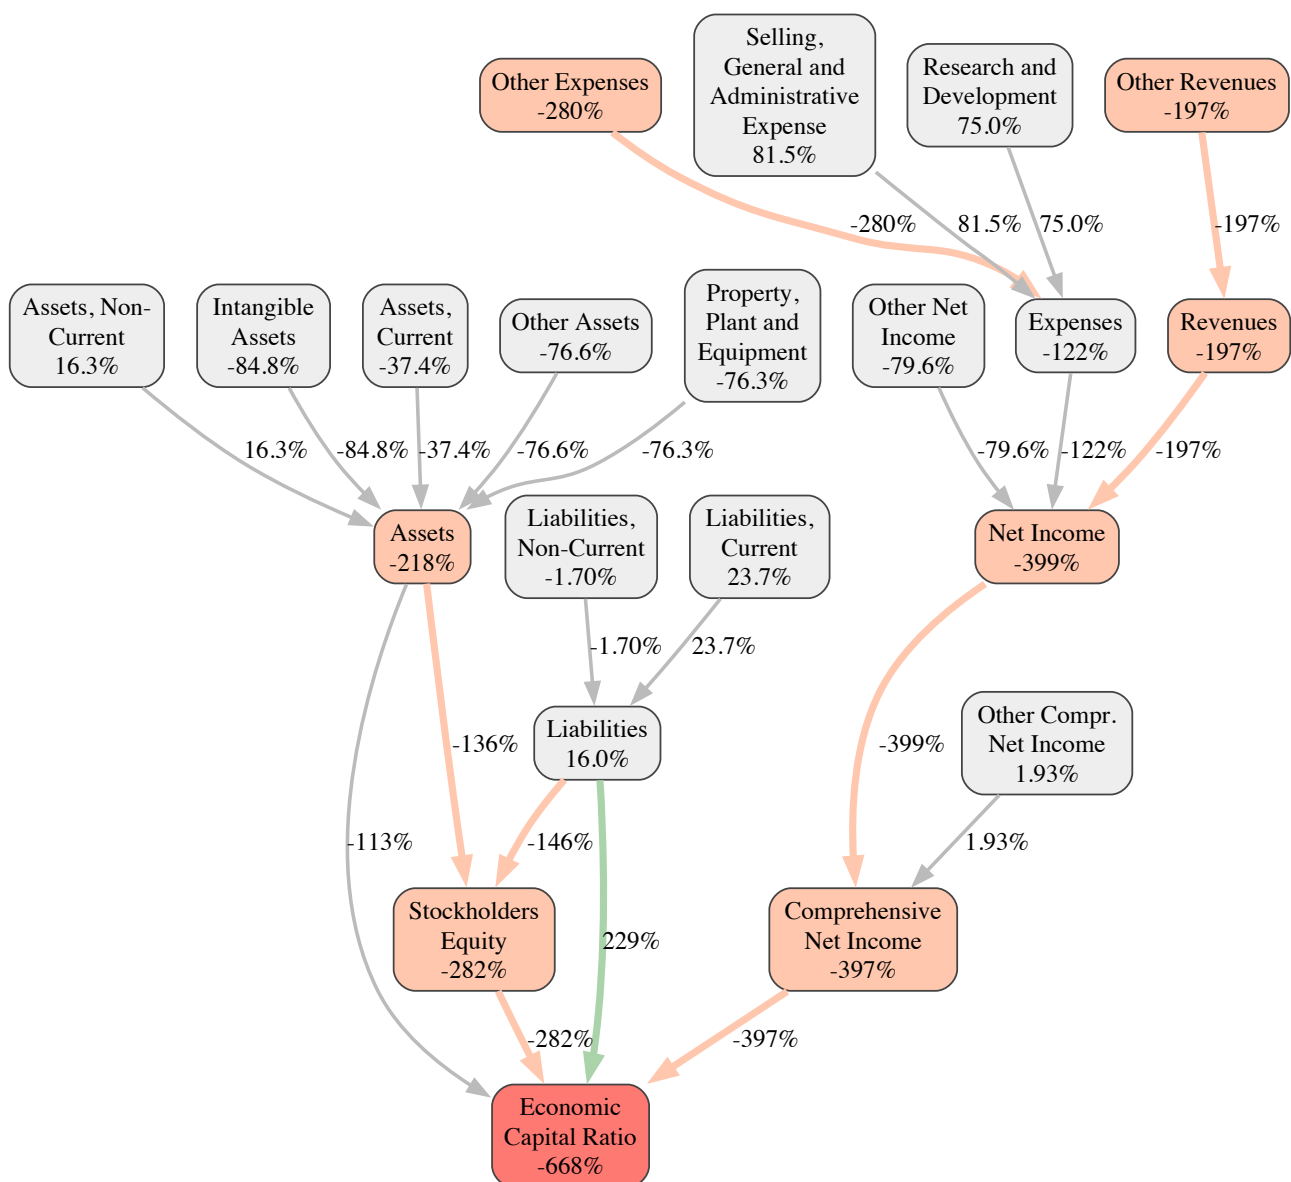 Other Expenses
-280%
Selling,
General and
Administrative
Expense
81.5%
Research and
Development
75.0%
Other Revenues
-197%
-280%
81.5%
75.0%
-197%
Assets, Non-
Current
16.3%
Intangible
Assets
-84.8%
Assets,
Current
-37.4%
Other Assets
-76.6%
Property,
Plant and
Equipment
-76.3%
Other Net
Income
-79.6%
Expenses
-122%
Revenues
-197%
16.3%
-84.8%
-37.4%
-76.6%
-76.3%
-79.6%
-122%
-197%
Assets
-218%
Liabilities,
Non-Current
-1.70%
Liabilities,
Current
23.7%
Net Income
-399%
-1.70%
23.7%
Liabilities
16.0%
Other Compr.
Net Income
1.93%
-136%
-399%
-113%
-146%
1.93%
Stockholders
Equity
-282%
229%
Comprehensive
Net Income
-397%
-282%
-397%
Economic
Capital Ratio
-668%